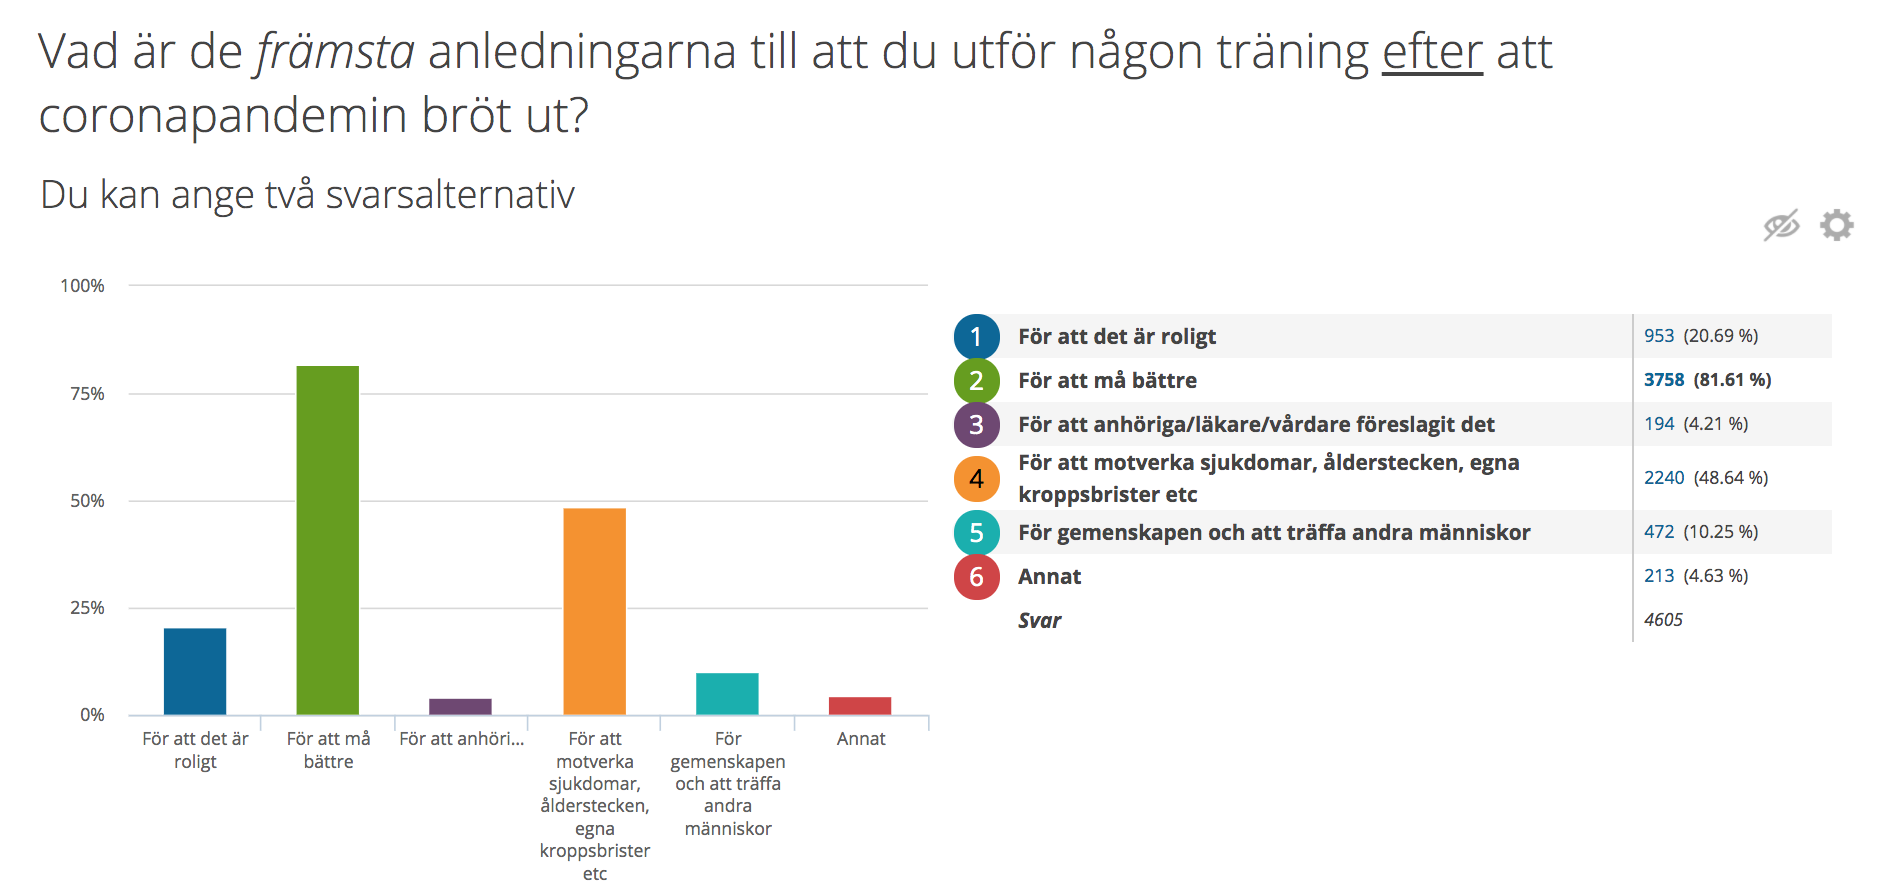 Vad är de främsta anledningarna till att du utför någon träning efter att
coronapandemin bröt ut?
Du kan ange två svarsalternativ
100%
75%
50%
25%
0%
För att det är
roligt
För att må
bättre
För att anhöri...
För att
motverka
sjukdomar,
ålderstecken,
egna
kroppsbrister
etc
För
gemenskapen
och att träffa
andra
människor
Annat
1 För att det är roligt 953 (20.69 %)
2 För att må bättre 3758 (81.61 %)
3 För att anhöriga/läkare/vårdare föreslagit det 194 (4.21 %)
4 För att motverka sjukdomar, ålderstecken, egna
kroppsbrister etc 2240 (48.64 %)
5 För gemenskapen och att träffa andra människor 472 (10.25 %)
6 Annat 213 (4.63 %)
Svar 4605